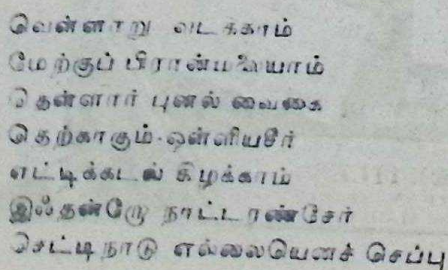 வெள்ளாறு வடக்காம்
மேற்குப் பிரான்மலையாம்
தெள்ளார் புனல் வைகை
தெற்காகும்-ஒள்ளியசீர்
எட்டிக்கடல் கிழக்காம்
இஃதன்றோ நாட்டரண்சேர்
செட்டிநாடு எல்லையெனச் செப்பு